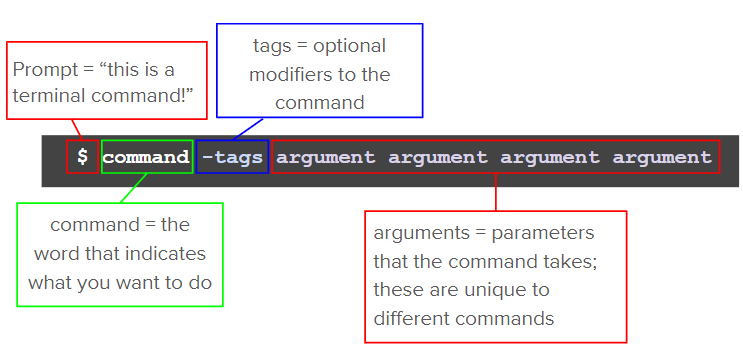 tags = optional
modifiers to the
command
Prompt = “this is a
terminal command!”
$ command -tags argument argument argument argument
command = the
word that indicates
what you want to do
arguments = parameters
that the command takes;
these are unique to
different commands